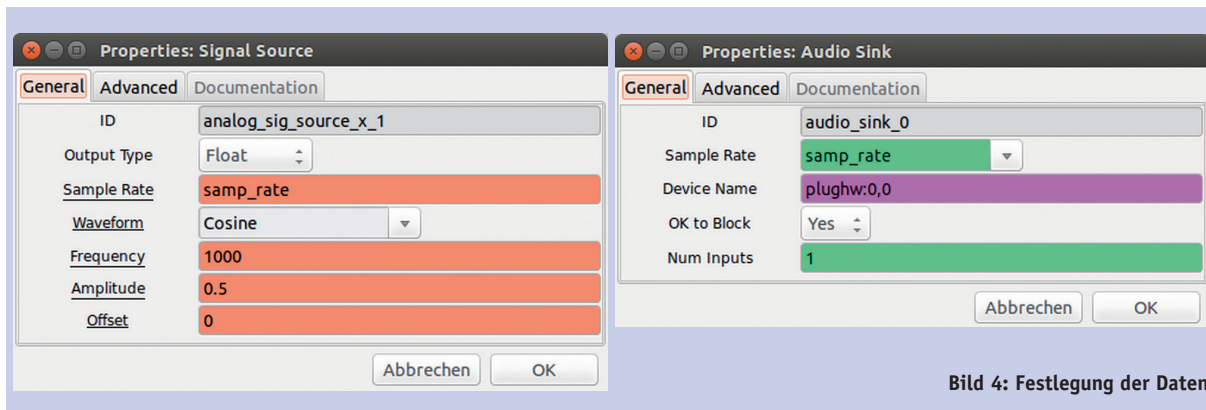 Properties: Signal Source
General Advanced Documentation
ID analog_sig_source_x_1
Output Type Float
Sample Rate samp_rate
Waveform Cosine
Frequency 1000
Amplitude 0.5
Offset 0
Abbrechen OK
Properties: Audio Sink
General Advanced Documentation
ID audio_sink_0
Sample Rate samp_rate
Device Name plughw:0,0
OK to Block Yes
Num Inputs 1
Abbrechen OK
Bild 4: Festlegung der Daten